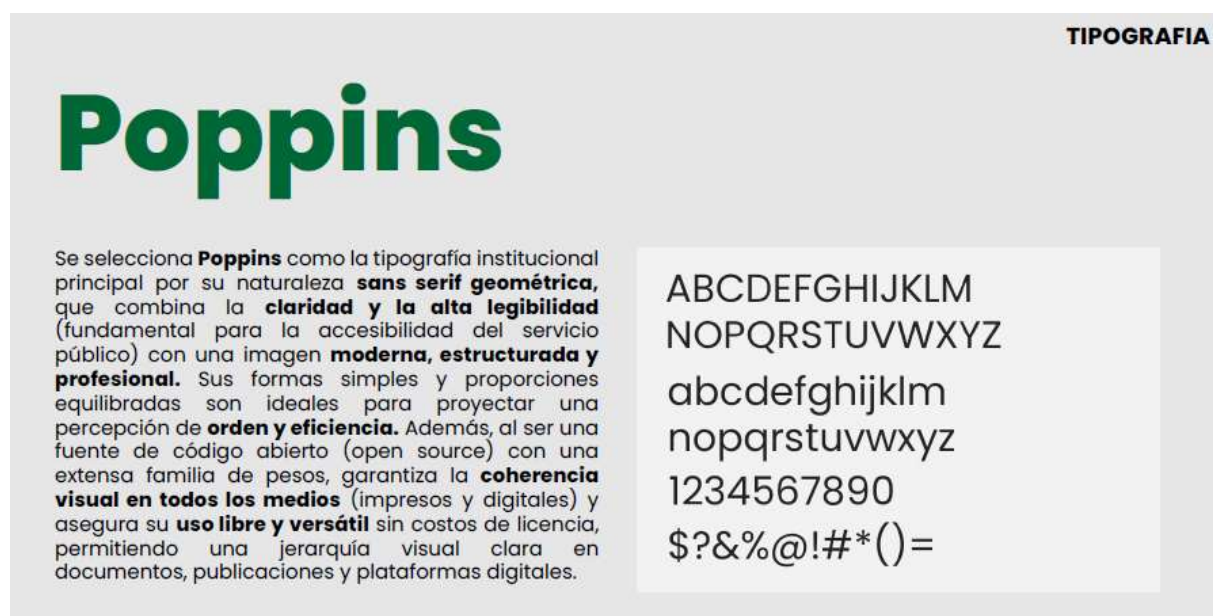 TIPOGRAFIA
Poppins
Se selecciona Poppins como la tipografía institucional
principal por su naturaleza sans serif geométrica,
que combina la claridad y la alta legibilidad
(fundamental para la accesibilidad del servicio
público) con una imagen moderna, estructurada y
profesional. Sus formas simples y proporciones
equilibradas son ideales para proyectar una
percepción de orden y eficiencia. Además, al ser una
fuente de código abierto (open source) con una
extensa familia de pesos, garantiza la coherencia
visual en todos los medios (impresos y digitales) y
asegura su uso libre y versátil sin costos de licencia,
permitiendo una jerarquía visual clara en
documentos, publicaciones y plataformas digitales.
ABCDEFGHIJKLM
NOPQRSTUVWXYZ
abcdefghijklm
nopqrstuvwxyz
1234567890
$?&%@!#*()=